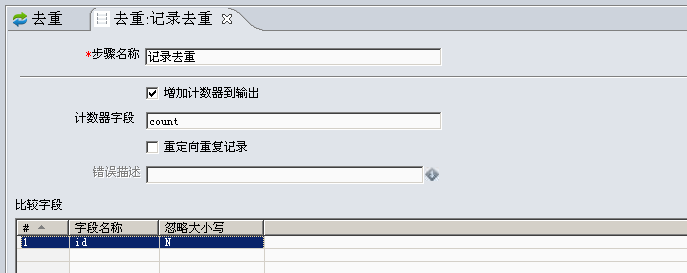 去重 去重:记录去重
*步骤名称 记录去重
增加计数器到输出
计数器字段 count
重定向重复记录
错误描述
比较字段
# 字段名称 忽略大小写
1 id N